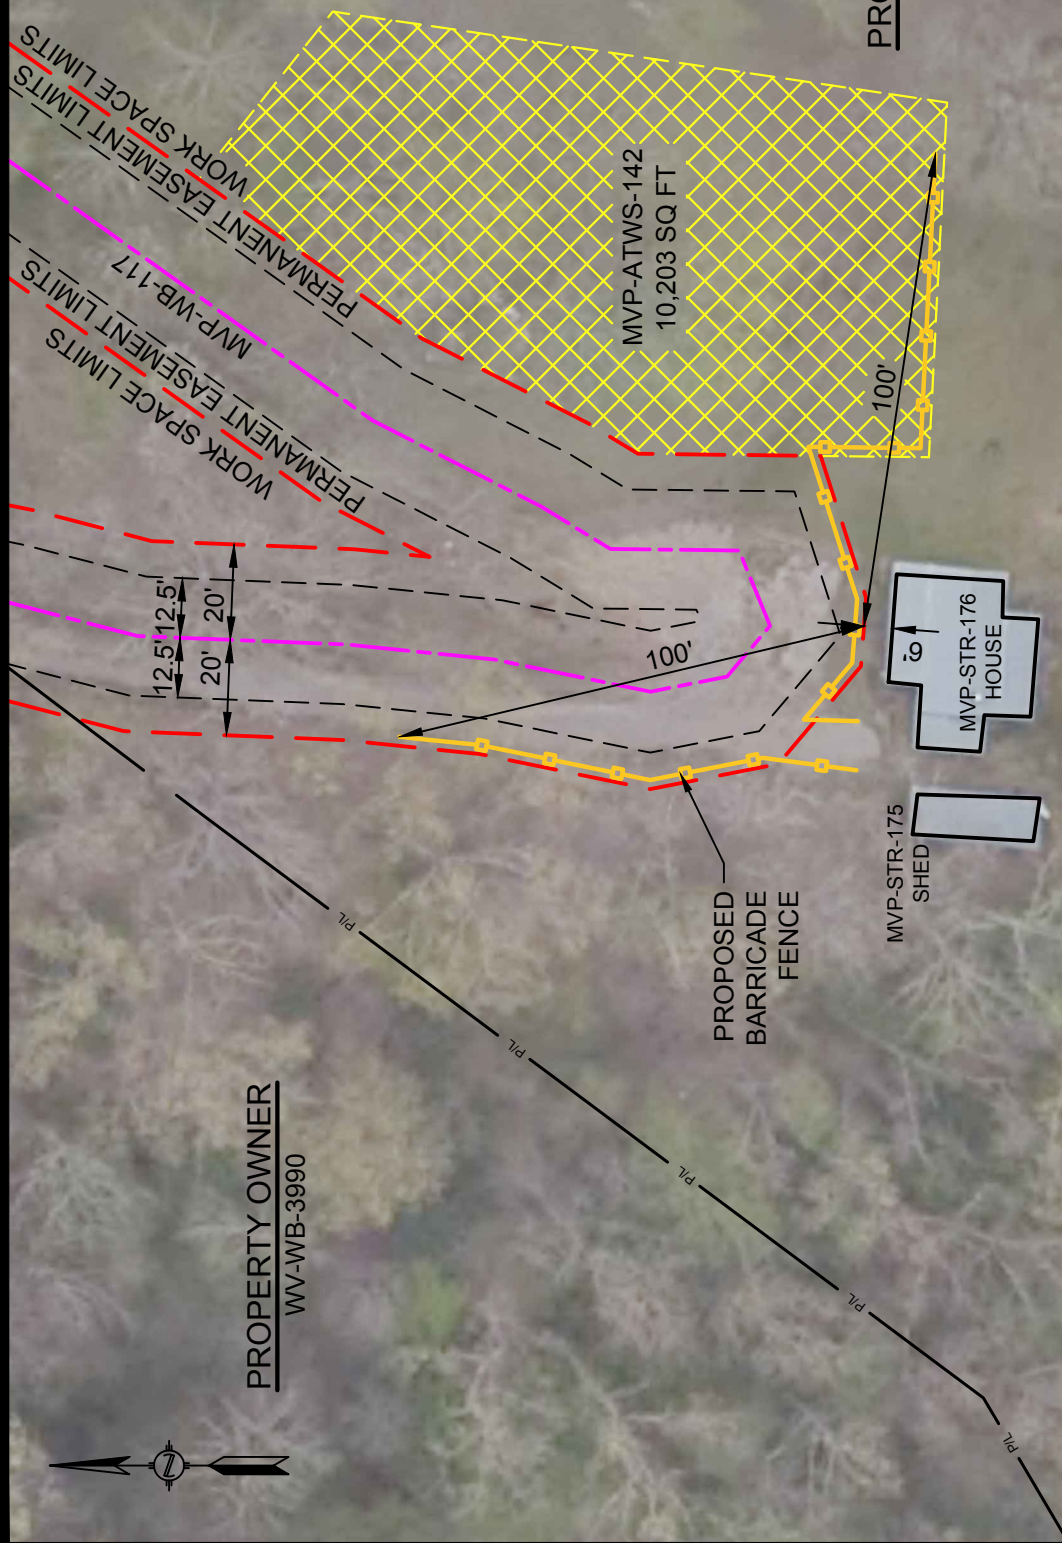 WORK SPACE LIMITS
PERMANENT EASEMENT LIMITS
MVP-WB-117
PERMANENT EASEMENT LIMITS
WORK SPACE LIMITS
MVP-ATWS-142
10,203 SQ FT
12.5'
12.5'
20'
20'
100'
100'
6'
MVP-STR-176
HOUSE
MVP-STR-175
SHED
PROPOSED
BARRICADE
FENCE
PROPERTY OWNER
WV-WB-3990
P/L
P/L
P/L
P/L
P/L
N